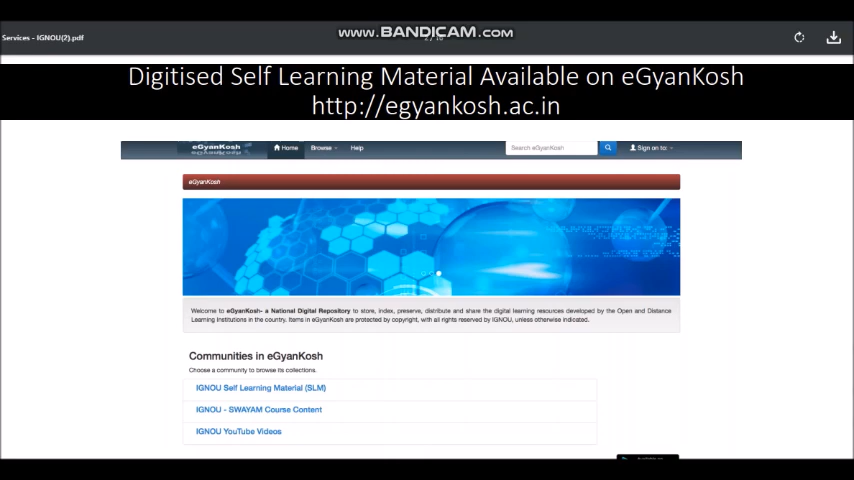 WWW.BANDICAM.COM
Services - IGNOU(2).pdf
Digitised Self Learning Material Available on eGyanKosh
http://egyankosh.ac.in
eGyanKosh
Home
Browse
Help
Search eGyanKosh
Sign on to:
eGyanKosh
Welcome to eGyanKosh- a National Digital Repository to store, index, preserve, distribute and share the digital learning resources developed by the Open and Distance
Learning Institutions in the country. Items in eGyanKosh are protected by copyright, with all rights reserved by IGNOU, unless otherwise indicated.
Communities in eGyanKosh
Choose a community to browse its collections.
IGNOU Self Learning Material (SLM)
IGNOU - SWAYAM Course Content
IGNOU YouTube Videos